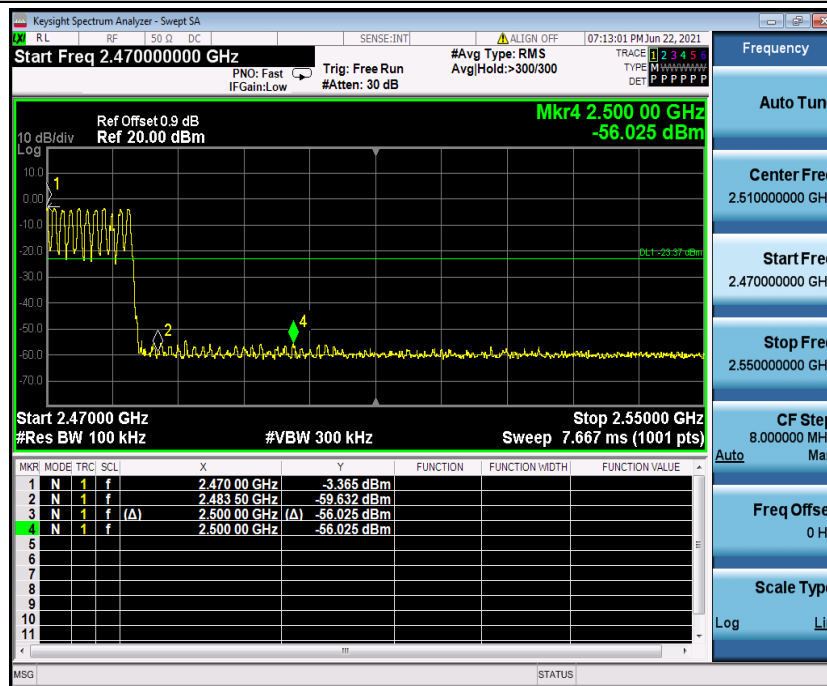 Keysight Spectrum Analyzer - Swept SA
LXI RL RF 50 Ω DC SENSE:INT ALIGN OFF 07:13:01 PM Jun 22, 2021
Start Freq 2.470000000 GHz
PNO: Fast
IFGain:Low
Trig: Free Run
#Atten: 30 dB
#Avg Type: RMS
Avg|Hold:>300/300
TRACE 1 2 3 4 5 6
TYPE M WWWWW
DET P P P P P P
Frequency
Auto Tun
Center Freq
2.510000000 GH
Start Freq
2.470000000 GH
Stop Freq
2.550000000 GH
CF Step
8.000000 MH
Auto Ma
Freq Offse
0 H
Scale Type
Log Li
Mkr4 2.500 00 GHz
-56.025 dBm
Ref Offset 0.9 dB
10 dB/div Ref 20.00 dBm
Log
10.0
0.00
-10.0
-20.0
-30.0
-40.0
-50.0
-60.0
-70.0
1
2
4
DL1 -23.37 dBm
Start 2.47000 GHz Stop 2.55000 GHz
#Res BW 100 kHz #VBW 300 kHz Sweep 7.667 ms (1001 pts)
MKR MODE TRC SCL X Y FUNCTION FUNCTION WIDTH FUNCTION VALUE
1 N 1 f 2.470 00 GHz -3.365 dBm
2 N 1 f 2.483 50 GHz -59.632 dBm
3 N 1 f (Δ) 2.500 00 GHz (Δ) -56.025 dBm
4 N 1 f 2.500 00 GHz -56.025 dBm
5
6
7
8
9
10
11
MSG STATUS